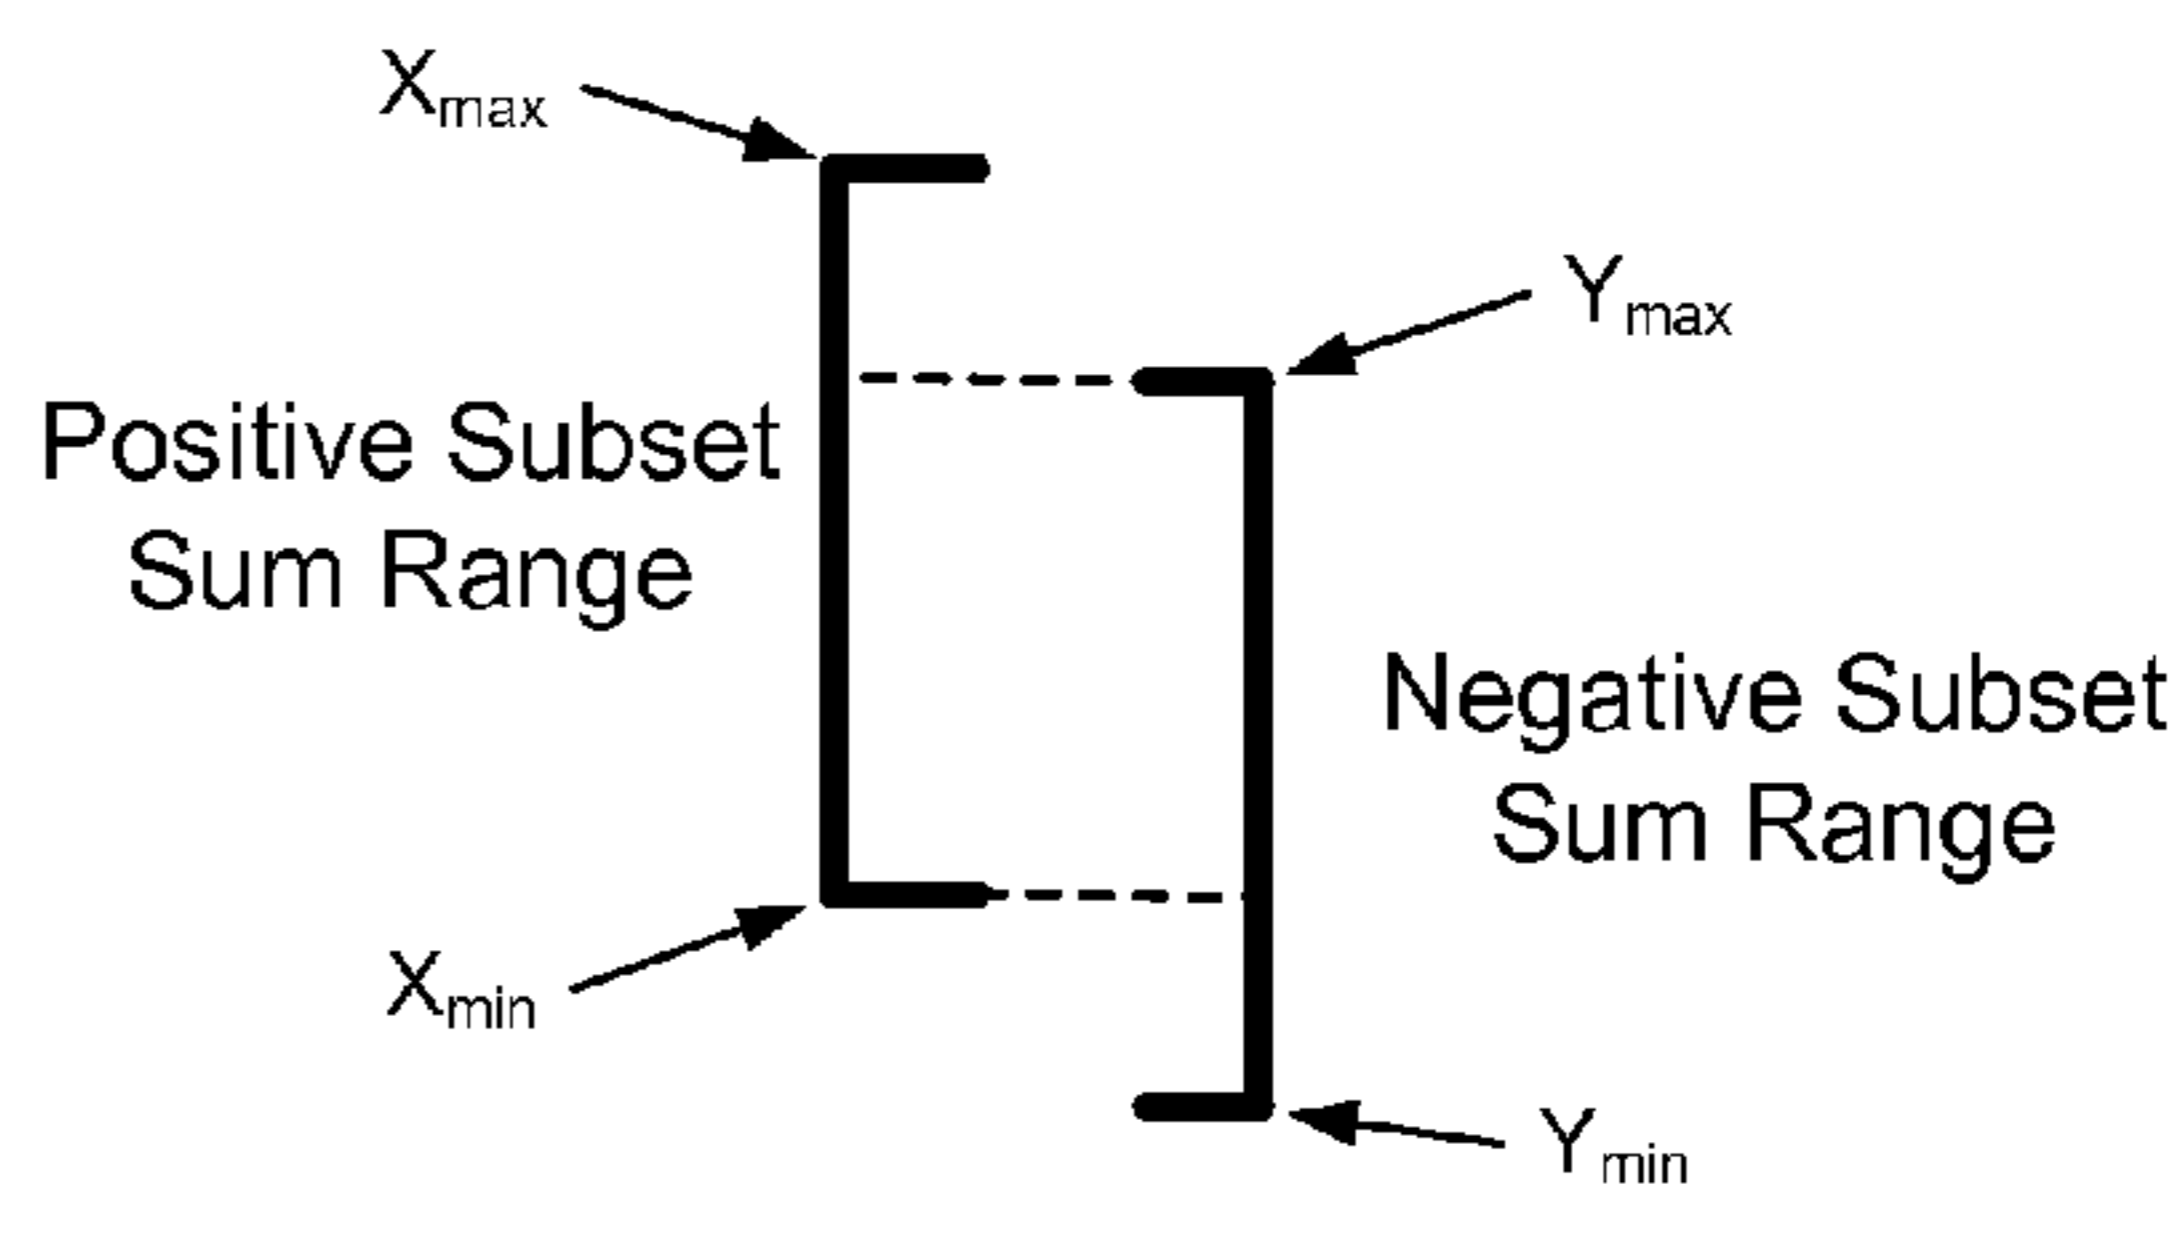 Xmax
Ymax
Positive Subset
Sum Range
Negative Subset
Sum Range
Xmin
Ymin